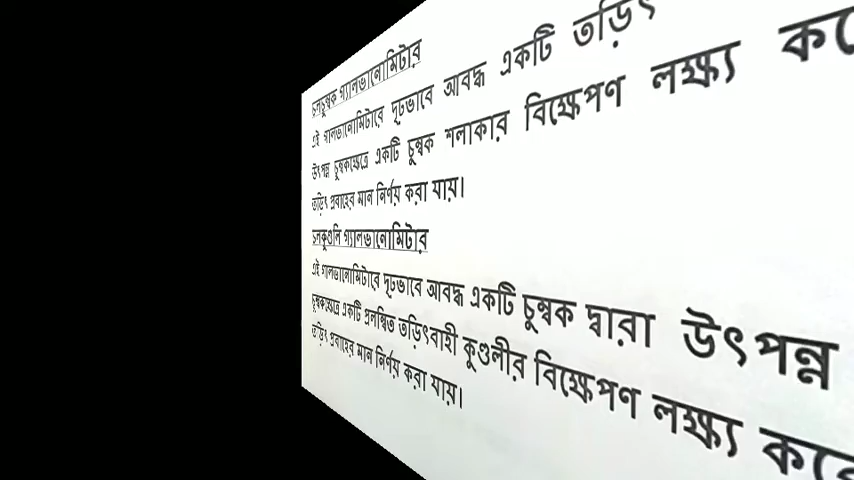 চলচুম্বক গ্যালভানোমিটার
এই গালভানোমিটারে দৃঢ়ভাবে আবদ্ধ একটি তড়িৎ
উৎপন্ন চুম্বকক্ষেত্রে একটি চুম্বক শলাকার বিক্ষেপণ লক্ষ্য
তড়িৎ প্রবাহের মান নির্ণয় করা যায়।
চলকুণ্ডলি গ্যালভানোমিটার
এই গালভানোমিটারে দৃঢ়ভাবে আবদ্ধ একটি চুম্বক দ্বারা উৎপন্ন
চুম্বকক্ষেত্রে একটি প্রলম্বিত তড়িৎবাহী কুণ্ডলীর বিক্ষেপণ লক্ষ্য করে
তড়িৎ প্রবাহের মান নির্ণয় করা যায়।